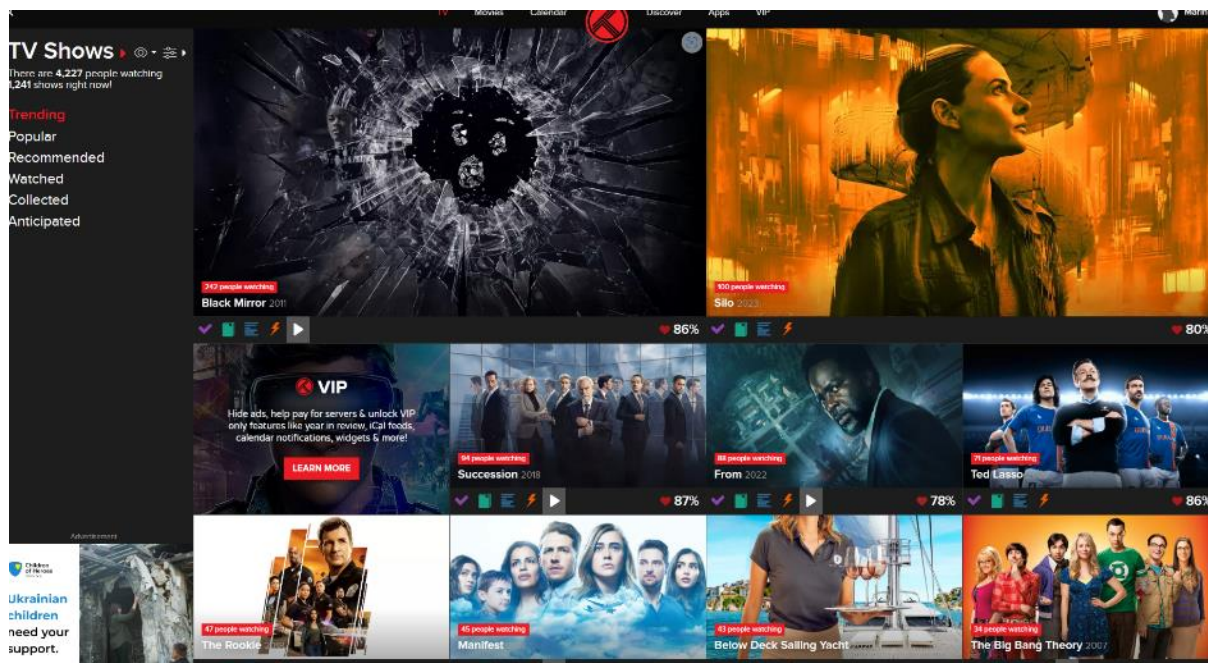 TV Movies Calendar Discover Apps VIP
TV Shows
There are 4,227 people watching
1,241 shows right now!
Trending
Popular
Recommended
Watched
Collected
Anticipated
242 people watching
Black Mirror 2011
86%
100 people watching
Silo 2023
80%
VIP
Hide ads, help pay for servers & unlock VIP
only features like year in review, iCal feeds,
calendar notifications, widgets & more!
LEARN MORE
94 people watching
Succession 2018
87%
88 people watching
From 2022
78%
71 people watching
Ted Lasso
86%
Advertisement
Children
of Heroes
Ukrainian
children
need your
support.
47 people watching
The Rookie
45 people watching
Manifest
43 people watching
Below Deck Sailing Yacht 2020
34 people watching
The Big Bang Theory 2007